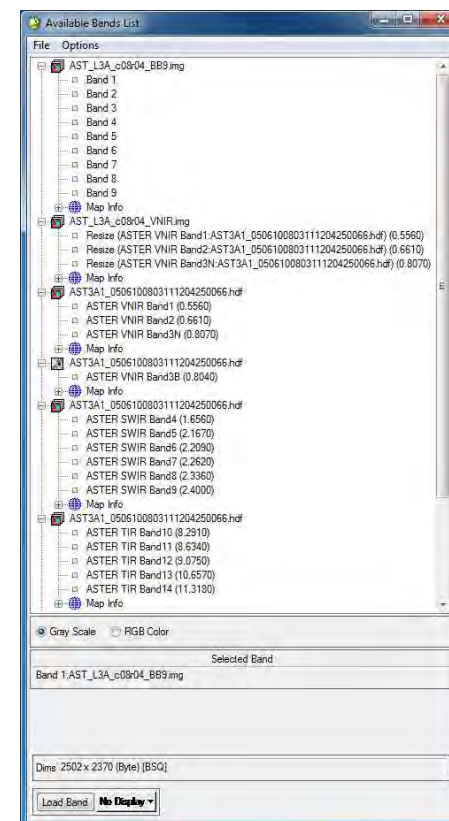 Available Bands List
File Options
AST_L3A_c08r04_BB9.img
Band 1
Band 2
Band 3
Band 4
Band 5
Band 6
Band 7
Band 8
Band 9
Map Info
AST_L3A_c08r04_VNIR.img
Resize (ASTER VNIR Band1:AST3A1_0506100803111204250066.hdf) (0.5560)
Resize (ASTER VNIR Band2:AST3A1_0506100803111204250066.hdf) (0.6610)
Resize (ASTER VNIR Band3N:AST3A1_0506100803111204250066.hdf) (0.8070)
Map Info
AST3A1_0506100803111204250066.hdf
ASTER VNIR Band1 (0.5560)
ASTER VNIR Band2 (0.6610)
ASTER VNIR Band3N (0.8070)
Map Info
AST3A1_0506100803111204250066.hdf
ASTER VNIR Band3B (0.8040)
AST3A1_0506100803111204250066.hdf
ASTER SWIR Band4 (1.6560)
ASTER SWIR Band5 (2.1670)
ASTER SWIR Band6 (2.2090)
ASTER SWIR Band7 (2.2620)
ASTER SWIR Band8 (2.3360)
ASTER SWIR Band9 (2.4000)
Map Info
AST3A1_0506100803111204250066.hdf
ASTER TIR Band10 (8.2910)
ASTER TIR Band11 (8.6340)
ASTER TIR Band12 (9.0750)
ASTER TIR Band13 (10.6570)
ASTER TIR Band14 (11.3180)
Map Info
Gray Scale RGB Color
Selected Band
Band 1:AST_L3A_c08r04_BB9.img
Dims 2502 x 2370 (Byte) [BSQ]
Load Band No Display